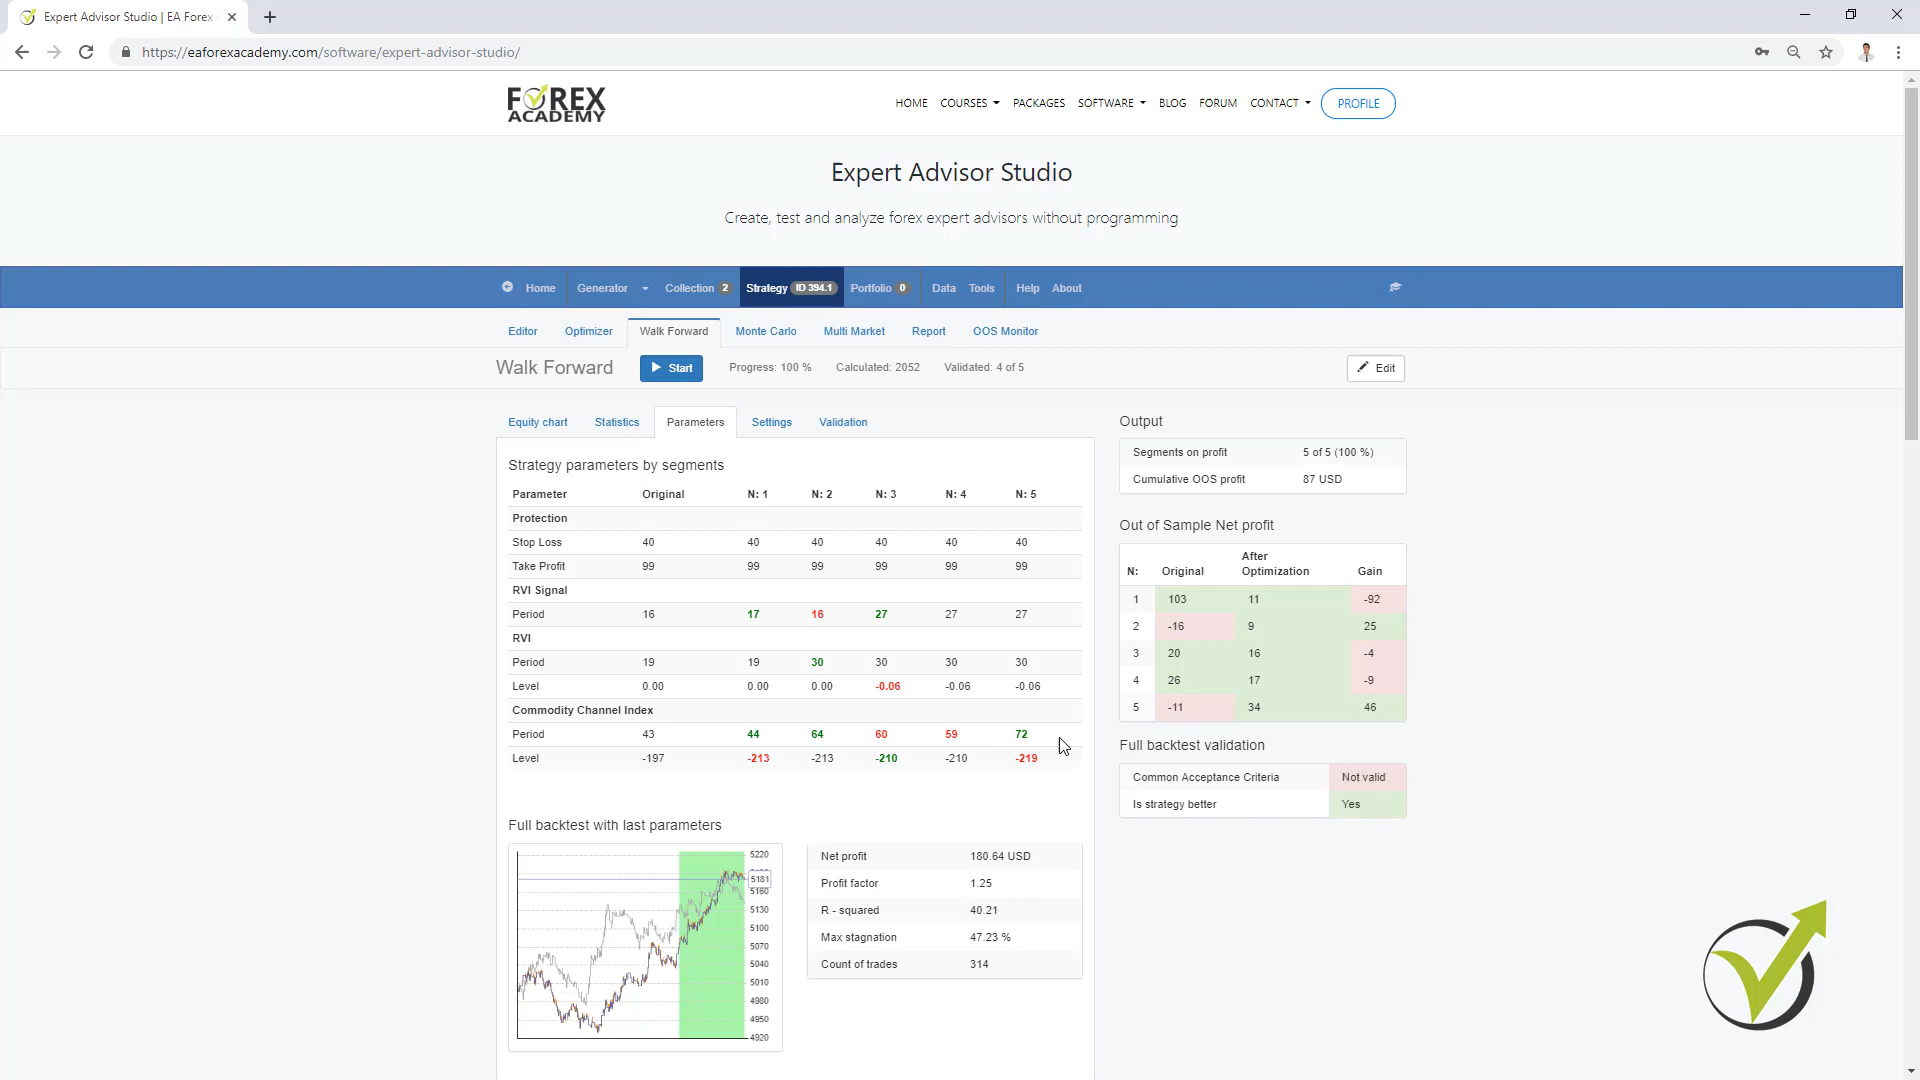 Expert Advisor Studio | EA Forex
https://eaforexacademy.com/software/expert-advisor-studio/
FOREX
ACADEMY
HOME COURSES PACKAGES SOFTWARE BLOG FORUM CONTACT PROFILE
Expert Advisor Studio
Create, test and analyze forex expert advisors without programming
Home Generator Collection 2 Strategy ID 394.1 Portfolio 0 Data Tools Help About
Editor Optimizer Walk Forward Monte Carlo Multi Market Report OOS Monitor
Walk Forward Start Progress: 100 % Calculated: 2052 Validated: 4 of 5 Edit
Equity chart Statistics Parameters Settings Validation
Strategy parameters by segments
Parameter Original N: 1 N: 2 N: 3 N: 4 N: 5
Protection
Stop Loss 40 40 40 40 40 40
Take Profit 99 99 99 99 99 99
RVI Signal
Period 16 17 16 27 27 27
RVI
Period 19 19 30 30 30 30
Level 0.00 0.00 0.00 -0.06 -0.06 -0.06
Commodity Channel Index
Period 43 44 64 60 59 72
Level -197 -213 -213 -210 -210 -219
Full backtest with last parameters
5220
5181
5160
5130
5100
5070
5040
5010
4980
4950
4920
Net profit 180.64 USD
Profit factor 1.25
R - squared 40.21
Max stagnation 47.23 %
Count of trades 314
Output
Segments on profit 5 of 5 (100 %)
Cumulative OOS profit 87 USD
Out of Sample Net profit
N: Original After Optimization Gain
1 103 11 -92
2 -16 9 25
3 20 16 -4
4 26 17 -9
5 -11 34 46
Full backtest validation
Common Acceptance Criteria Not valid
Is strategy better Yes